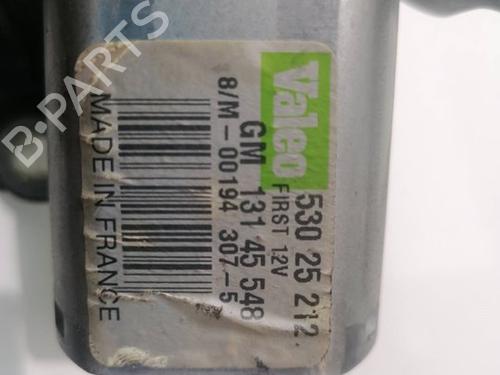 Valeo 530 25 212
FIRST 12V
GM 131 45 548
8/M-00194 307-5
MADE IN FRANCE
B-PARTS